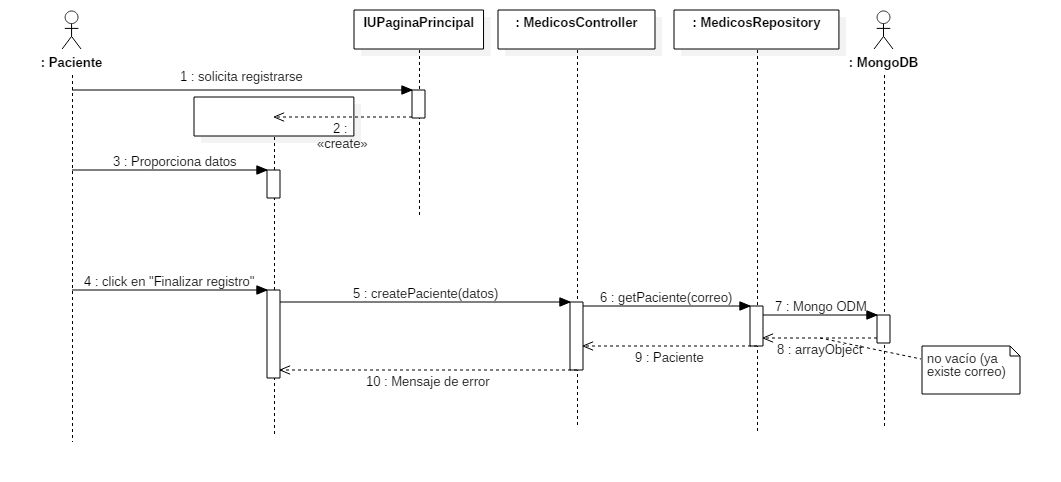 IUPaginaPrincipal
: MedicosController
: MedicosRepository
: Paciente
: MongoDB
1 : solicita registrarse
2 :
«create»
3 : Proporciona datos
4 : click en "Finalizar registro"
5 : createPaciente(datos)
6 : getPaciente(correo)
7 : Mongo ODM
8 : arrayObject
9 : Paciente
no vacío (ya
existe correo)
10 : Mensaje de error